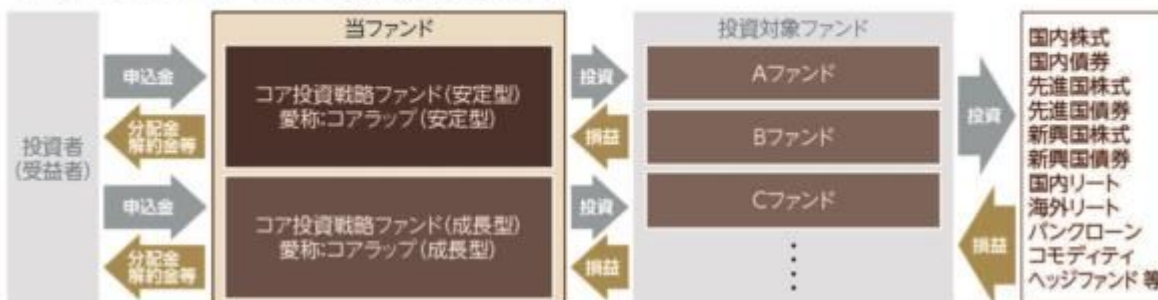 当ファンド
投資対象ファンド
投資者
(受益者)
申込金
分配金
解約金等
コア投資戦略ファンド(安定型)
愛称:コアラップ(安定型)
投資
損益
Aファンド
Bファンド
申込金
分配金
解約金等
コア投資戦略ファンド(成長型)
愛称:コアラップ(成長型)
投資
損益
Cファンド
投資
損益
国内株式
国内債券
先進国株式
先進国債券
新興国株式
新興国債券
国内リート
海外リート
バンクローン
コモディティ
ヘッジファンド 等